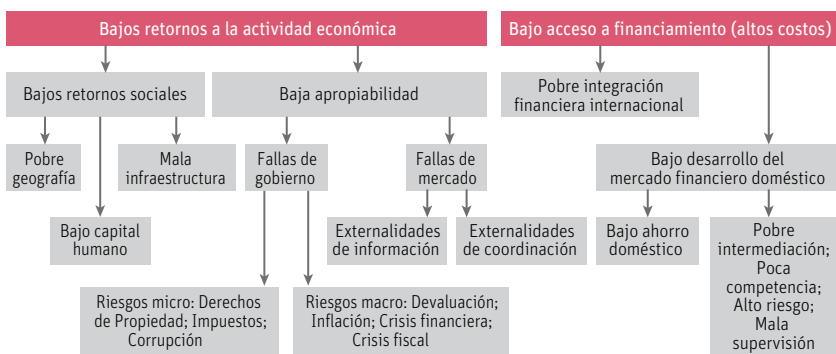 Bajos retornos a la actividad económica
Bajo acceso a financiamiento (altos costos)
Bajos retornos sociales
Baja apropiabilidad
Pobre integración
financiera internacional
Pobre
geografía
Mala
infraestructura
Fallas de
gobierno
Fallas de
mercado
Bajo desarrollo del
mercado financiero doméstico
Bajo capital
humano
Externalidades
de información
Externalidades
de coordinación
Bajo ahorro
doméstico
Pobre
intermediación;
Poca
competencia;
Alto riesgo;
Mala
supervisión
Riesgos micro: Derechos
de Propiedad; Impuestos;
Corrupción
Riesgos macro: Devaluación;
Inflación; Crisis financiera;
Crisis fiscal